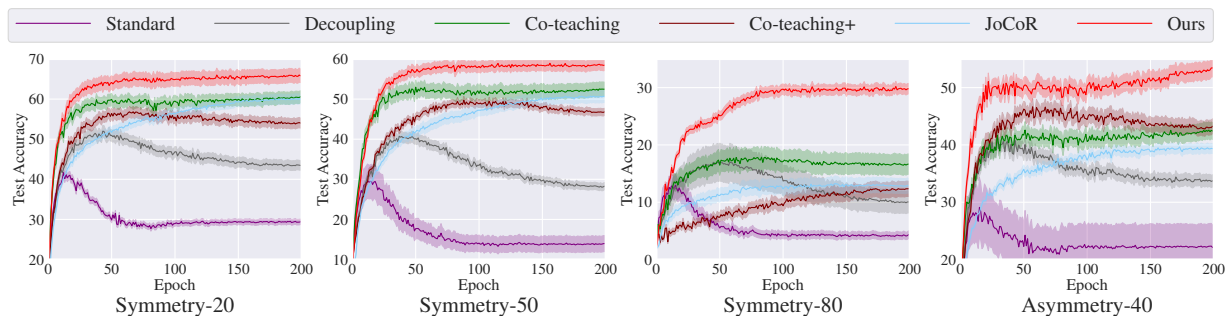 Standard Decoupling Co-teaching Co-teaching+ JoCoR Ours
70
60
50
40
30
20
Test Accuracy
0 50 100 150 200
Epoch
Symmetry-20
60
50
40
30
20
10
Test Accuracy
0 50 100 150 200
Epoch
Symmetry-50
30
20
10
0
Test Accuracy
0 50 100 150 200
Epoch
Symmetry-80
50
40
30
20
Test Accuracy
0 50 100 150 200
Epoch
Asymmetry-40